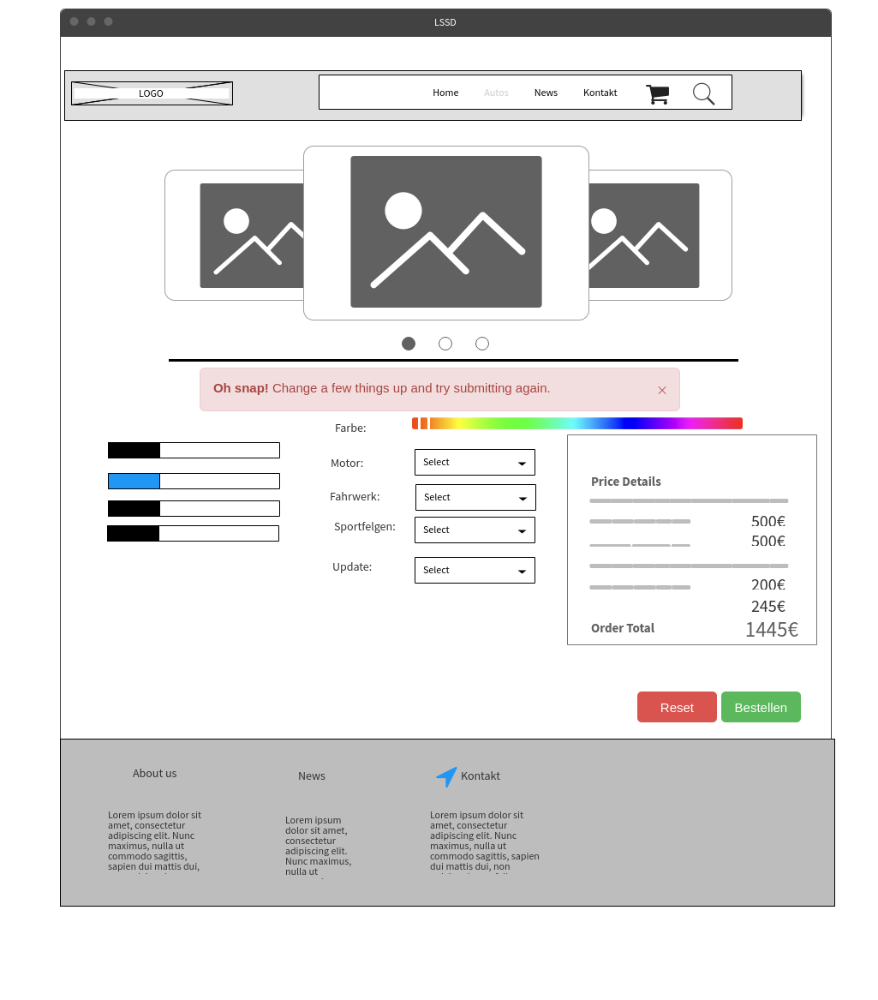 LSSD
LOGO
Home
Autos
News
Kontakt
Oh snap! Change a few things up and try submitting again.
×
Farbe:
Motor:
Select
Fahrwerk:
Select
Sportfelgen:
Select
Update:
Select
Price Details
500€
500€
200€
245€
Order Total
1445€
Reset
Bestellen
About us
Lorem ipsum dolor sit
amet, consectetur
adipiscing elit. Nunc
maximus, nulla ut
commodo sagittis,
sapien dui mattis dui,
News
Lorem ipsum
dolor sit amet,
consectetur
adipiscing elit.
Nunc maximus,
nulla ut
Kontakt
Lorem ipsum dolor sit
amet, consectetur
adipiscing elit. Nunc
maximus, nulla ut
commodo sagittis, sapien
dui mattis dui, non